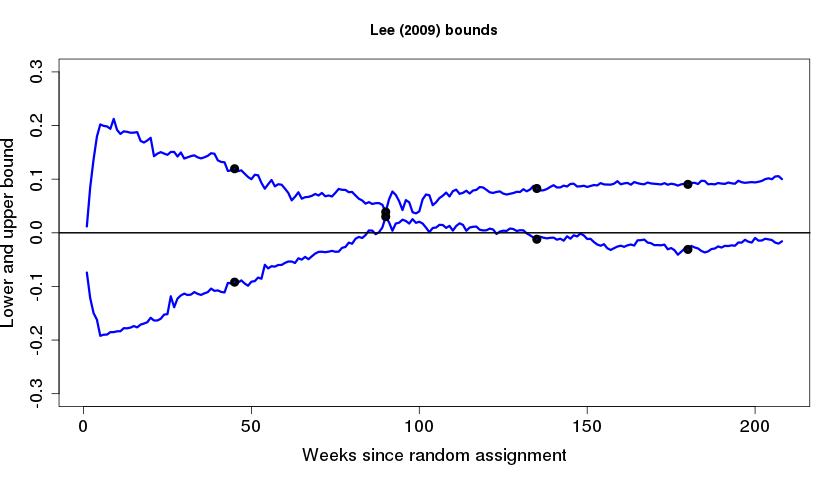 Lee (2009) bounds
Lower and upper bound
0.3
0.2
0.1
0.0
-0.1
-0.2
-0.3
0 50 100 150 200
Weeks since random assignment